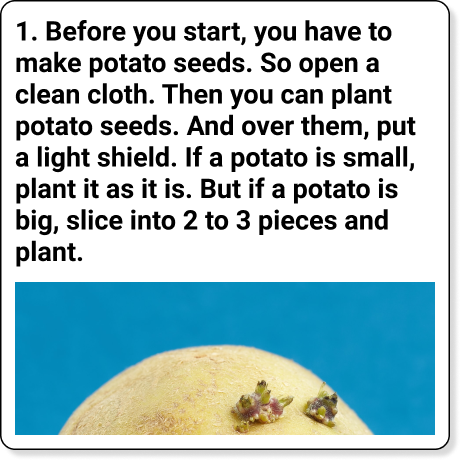 1. Before you start, you have to
make potato seeds. So open a
clean cloth. Then you can plant
potato seeds. And over them, put
a light shield. If a potato is small,
plant it as it is. But if a potato is
big, slice into 2 to 3 pieces and
plant.